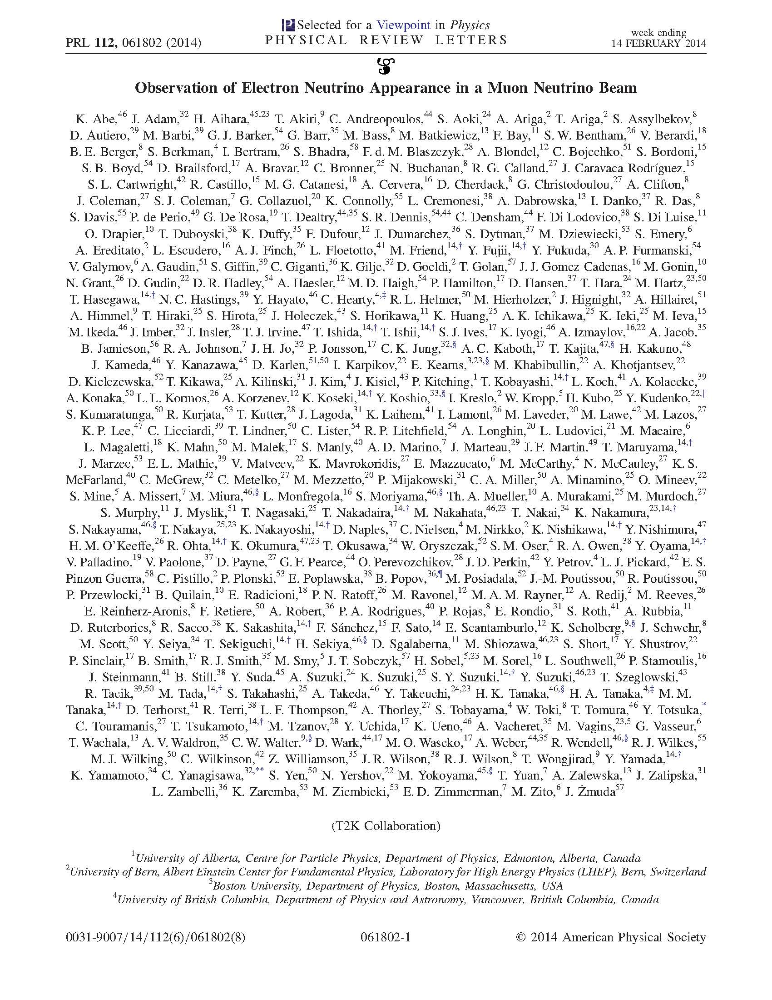 Selected for a Viewpoint in Physics
PRL 112, 061802 (2014)
PHYSICAL REVIEW LETTERS
week ending
14 FEBRUARY 2014
Observation of Electron Neutrino Appearance in a Muon Neutrino Beam
K. Abe,46 J. Adam,32 H. Aihara,45,23 T. Akiri,9 C. Andreopoulos,44 S. Aoki,24 A. Ariga,2 T. Ariga,2 S. Assylbekov,8
D. Autiero,29 M. Barbi,39 G. J. Barker,54 G. Barr,35 M. Bass,8 M. Batkiewicz,13 F. Bay,11 S. W. Bentham,26 V. Berardi,18
B. E. Berger,8 S. Berkman,4 I. Bertram,26 S. Bhadra,58 F. d. M. Blaszczyk,28 A. Blondel,12 C. Bojechko,51 S. Bordoni,15
S. B. Boyd,54 D. Brailsford,17 A. Bravar,12 C. Bronner,25 N. Buchanan,8 R. G. Calland,27 J. Caravaca Rodríguez,15
S. L. Cartwright,42 R. Castillo,15 M. G. Catanesi,18 A. Cervera,16 D. Cherdack,8 G. Christodoulou,27 A. Clifton,8
J. Coleman,27 S. J. Coleman,7 G. Collazuol,20 K. Connolly,55 L. Cremonesi,38 A. Dabrowska,13 I. Danko,37 R. Das,8
S. Davis,55 P. de Perio,49 G. De Rosa,19 T. Dealtry,44,35 S. R. Dennis,54,44 C. Densham,44 F. Di Lodovico,38 S. Di Luise,11
O. Drapier,10 T. Duboyski,38 K. Duffy,35 F. Dufour,12 J. Dumarchez,36 S. Dytman,37 M. Dziewiecki,53 S. Emery,6
A. Ereditato,2 L. Escudero,16 A. J. Finch,26 L. Floetotto,41 M. Friend,14,† Y. Fujii,14,† Y. Fukuda,30 A. P. Furmanski,54
V. Galymov,6 A. Gaudin,51 S. Giffin,39 C. Giganti,36 K. Gilje,32 D. Goeldi,2 T. Golan,57 J. J. Gomez-Cadenas,16 M. Gonin,10
N. Grant,26 D. Gudin,22 D. R. Hadley,54 A. Haesler,12 M. D. Haigh,54 P. Hamilton,17 D. Hansen,37 T. Hara,24 M. Hartz,23,50
T. Hasegawa,14,† N. C. Hastings,39 Y. Hayato,46 C. Hearty,4,‡ R. L. Helmer,50 M. Hierholzer,2 J. Hignight,32 A. Hillairet,51
A. Himmel,9 T. Hiraki,25 S. Hirota,25 J. Holeczek,43 S. Horikawa,11 K. Huang,25 A. K. Ichikawa,25 K. Ieki,25 M. Ieva,15
M. Ikeda,46 J. Imber,32 J. Insler,28 T. J. Irvine,47 T. Ishida,14,† T. Ishii,14,† S. J. Ives,17 K. Iyogi,46 A. Izmaylov,16,22 A. Jacob,35
B. Jamieson,56 R. A. Johnson,7 J. H. Jo,32 P. Jonsson,17 C. K. Jung,32,§ A. C. Kaboth,17 T. Kajita,47,§ H. Kakuno,48
J. Kameda,46 Y. Kanazawa,45 D. Karlen,51,50 I. Karpikov,22 E. Kearns,3,23,§ M. Khabibullin,22 A. Khotjantsev,22
D. Kielczewska,52 T. Kikawa,25 A. Kilinski,31 J. Kim,4 J. Kisiel,43 P. Kitching,1 T. Kobayashi,14,† L. Koch,41 A. Kolaceke,39
A. Konaka,50 L. L. Kormos,26 A. Korzenev,12 K. Koseki,14,† Y. Koshio,33,§ I. Kreslo,2 W. Kropp,5 H. Kubo,25 Y. Kudenko,22,∥
S. Kumaratunga,50 R. Kurjata,53 T. Kutter,28 J. Lagoda,31 K. Laihem,41 I. Lamont,26 M. Laveder,20 M. Lawe,42 M. Lazos,27
K. P. Lee,47 C. Licciardi,39 T. Lindner,50 C. Lister,54 R. P. Litchfield,54 A. Longhin,20 L. Ludovici,21 M. Macaire,6
L. Magaletti,18 K. Mahn,50 M. Malek,17 S. Manly,40 A. D. Marino,7 J. Marteau,29 J. F. Martin,49 T. Maruyama,14,†
J. Marzec,53 E. L. Mathie,39 V. Matveev,22 K. Mavrokoridis,27 E. Mazzucato,6 M. McCarthy,4 N. McCauley,27 K. S.
McFarland,40 C. McGrew,32 C. Metelko,27 M. Mezzetto,20 P. Mijakowski,31 C. A. Miller,50 A. Minamino,25 O. Mineev,22
S. Mine,5 A. Missert,7 M. Miura,46,§ L. Monfregola,16 S. Moriyama,46,§ Th. A. Mueller,10 A. Murakami,25 M. Murdoch,27
S. Murphy,11 J. Myslik,51 T. Nagasaki,25 T. Nakadaira,14,† M. Nakahata,46,23 T. Nakai,34 K. Nakamura,23,14,†
S. Nakayama,46,§ T. Nakaya,25,23 K. Nakayoshi,14,† D. Naples,37 C. Nielsen,4 M. Nirkko,2 K. Nishikawa,14,† Y. Nishimura,47
H. M. O'Keeffe,26 R. Ohta,14,† K. Okumura,47,23 T. Okusawa,34 W. Oryszczak,52 S. M. Oser,4 R. A. Owen,38 Y. Oyama,14,†
V. Palladino,19 V. Paolone,37 D. Payne,27 G. F. Pearce,44 O. Perevozchikov,28 J. D. Perkin,42 Y. Petrov,4 L. J. Pickard,42 E. S.
Pinzon Guerra,58 C. Pistillo,2 P. Plonski,53 E. Poplawska,38 B. Popov,36,¶ M. Posiadala,52 J.-M. Poutissou,50 R. Poutissou,50
P. Przewlocki,31 B. Quilain,10 E. Radicioni,18 P. N. Ratoff,26 M. Ravonel,12 M. A. M. Rayner,12 A. Redij,2 M. Reeves,26
E. Reinherz-Aronis,8 F. Retiere,50 A. Robert,36 P. A. Rodrigues,40 P. Rojas,8 E. Rondio,31 S. Roth,41 A. Rubbia,11
D. Ruterbories,8 R. Sacco,38 K. Sakashita,14,† F. Sánchez,15 F. Sato,14 E. Scantamburlo,12 K. Scholberg,9,§ J. Schwehr,8
M. Scott,50 Y. Seiya,34 T. Sekiguchi,14,† H. Sekiya,46,§ D. Sgalaberna,11 M. Shiozawa,46,23 S. Short,17 Y. Shustrov,22
P. Sinclair,17 B. Smith,17 R. J. Smith,35 M. Smy,5 J. T. Sobczyk,57 H. Sobel,5,23 M. Sorel,16 L. Southwell,26 P. Stamoulis,16
J. Steinmann,41 B. Still,38 Y. Suda,45 A. Suzuki,24 K. Suzuki,25 S. Y. Suzuki,14,† Y. Suzuki,46,23 T. Szeglowski,43
R. Tacik,39,50 M. Tada,14,† S. Takahashi,25 A. Takeda,46 Y. Takeuchi,24,23 H. K. Tanaka,46,§ H. A. Tanaka,4,‡ M. M.
Tanaka,14,† D. Terhorst,41 R. Terri,38 L. F. Thompson,42 A. Thorley,27 S. Tobayama,4 W. Toki,8 T. Tomura,46 Y. Totsuka,*
C. Touramanis,27 T. Tsukamoto,14,† M. Tzanov,28 Y. Uchida,17 K. Ueno,46 A. Vacheret,35 M. Vagins,23,5 G. Vasseur,6
T. Wachala,13 A. V. Waldron,35 C. W. Walter,9,§ D. Wark,44,17 M. O. Wascko,17 A. Weber,44,35 R. Wendell,46,§ R. J. Wilkes,55
M. J. Wilking,50 C. Wilkinson,42 Z. Williamson,35 J. R. Wilson,38 R. J. Wilson,8 T. Wongjirad,9 Y. Yamada,14,†
K. Yamamoto,34 C. Yanagisawa,32,** S. Yen,50 N. Yershov,22 M. Yokoyama,45,§ T. Yuan,7 A. Zalewska,13 J. Zalipska,31
L. Zambelli,36 K. Zaremba,53 M. Ziembicki,53 E. D. Zimmerman,7 M. Zito,6 J. Żmuda57
(T2K Collaboration)
1University of Alberta, Centre for Particle Physics, Department of Physics, Edmonton, Alberta, Canada
2University of Bern, Albert Einstein Center for Fundamental Physics, Laboratory for High Energy Physics (LHEP), Bern, Switzerland
3Boston University, Department of Physics, Boston, Massachusetts, USA
4University of British Columbia, Department of Physics and Astronomy, Vancouver, British Columbia, Canada
0031-9007/14/112(6)/061802(8)
061802-1
© 2014 American Physical Society